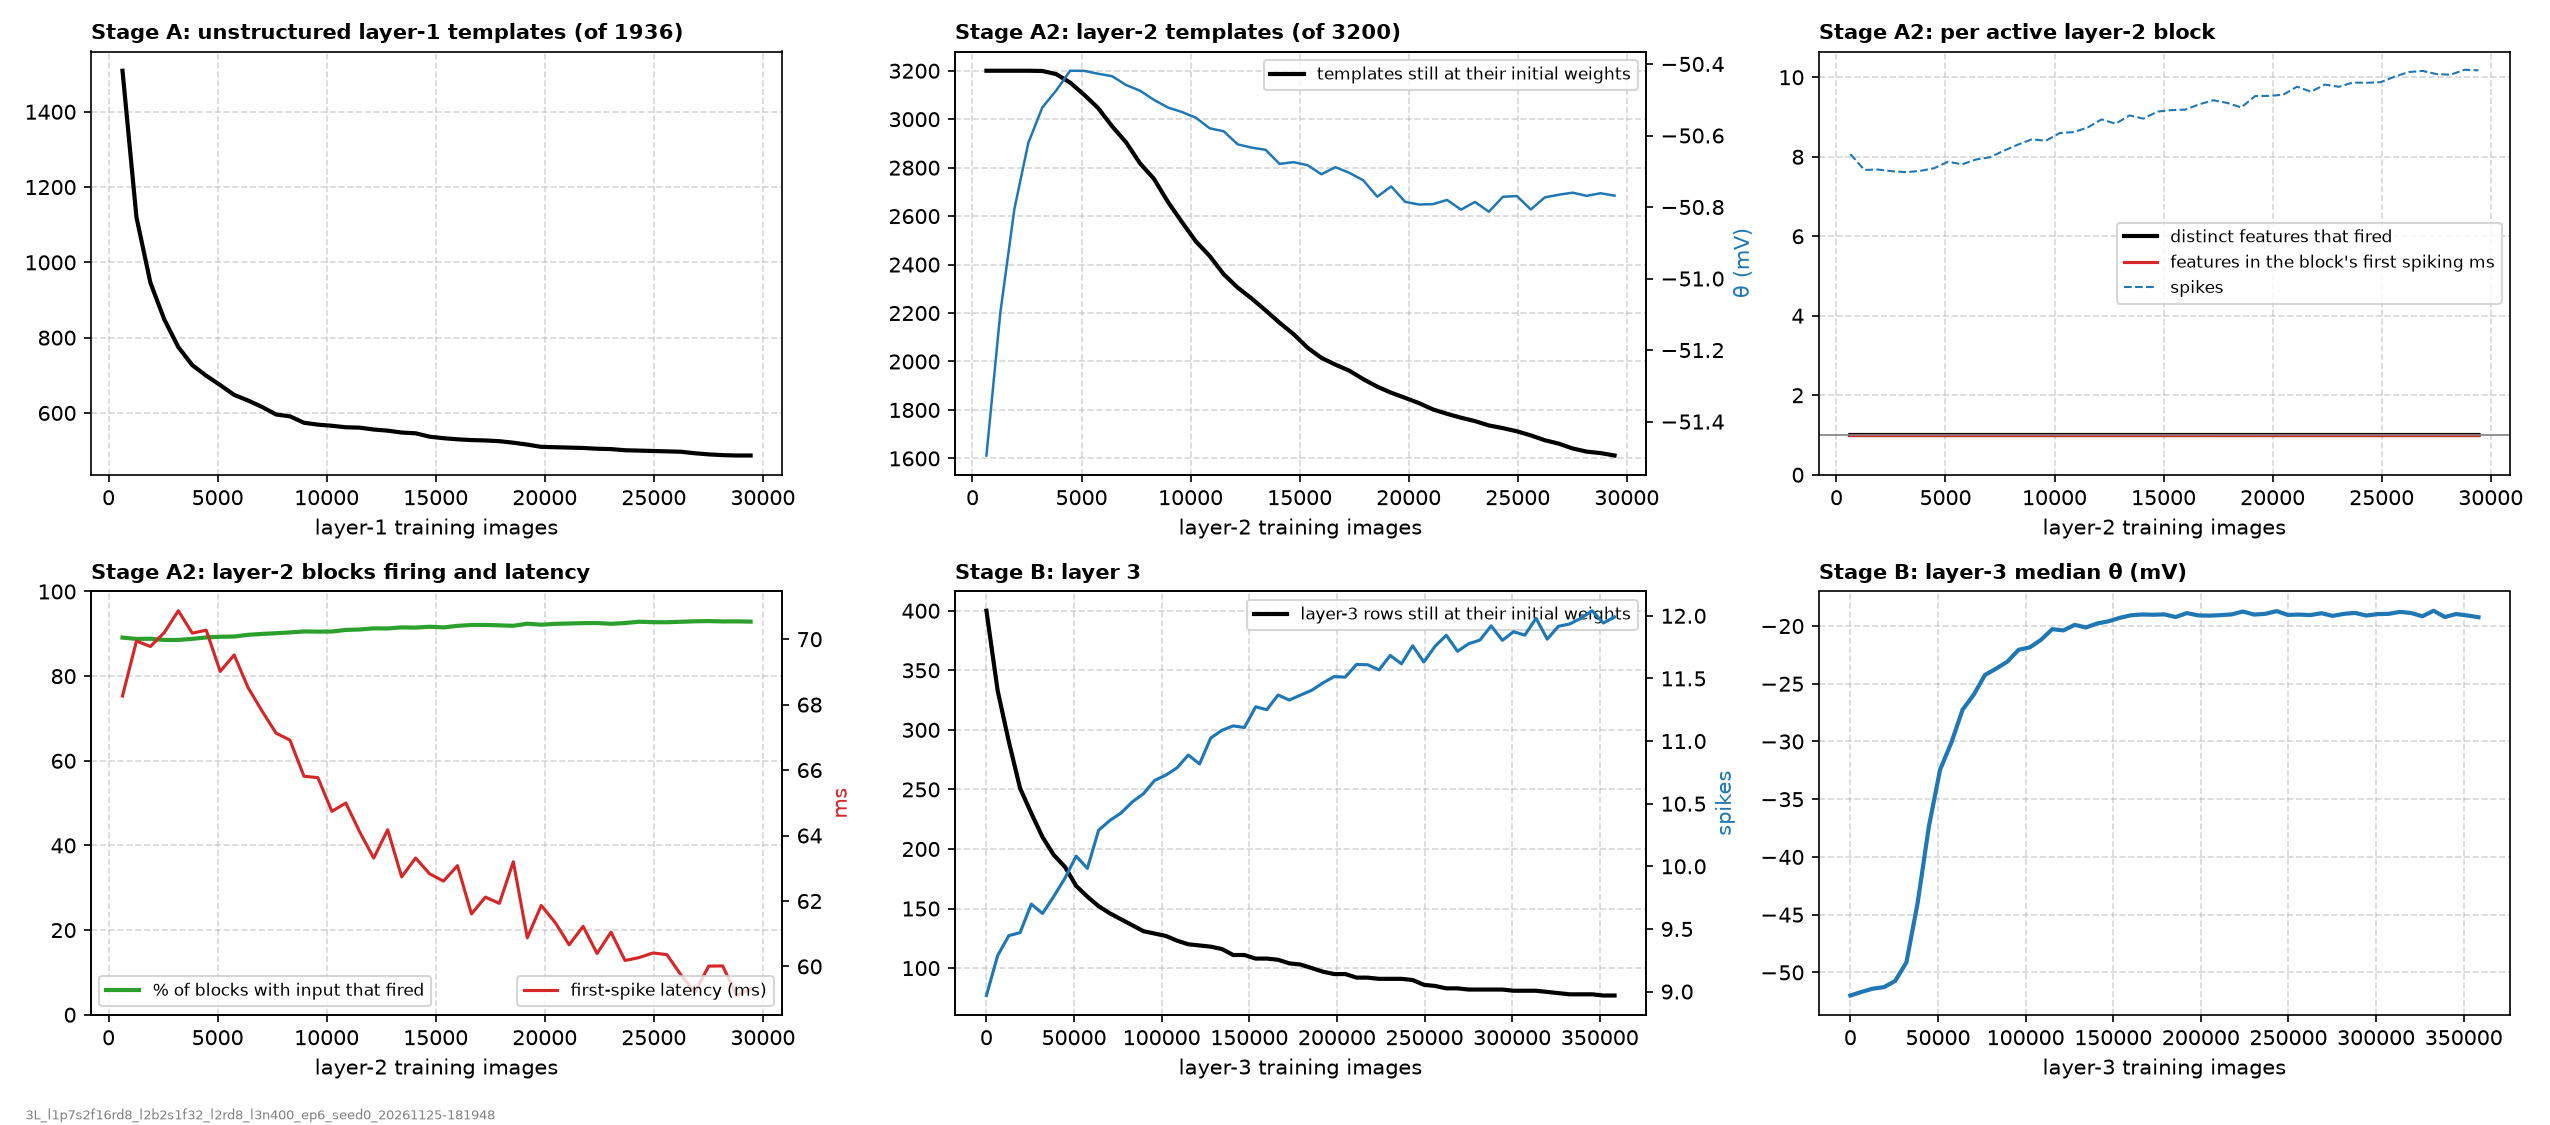 Stage A: unstructured layer-1 templates (of 1936)
1400
1200
1000
800
600
0 5000 10000 15000 20000 25000 30000
layer-1 training images
Stage A2: layer-2 templates (of 3200)
templates still at their initial weights
3200
3000
2800
2600
2400
2200
2000
1800
1600
−50.4
−50.6
−50.8
−51.0
−51.2
−51.4
θ (mV)
0 5000 10000 15000 20000 25000 30000
layer-2 training images
Stage A2: per active layer-2 block
10
8
6
4
2
0
distinct features that fired
features in the block's first spiking ms
spikes
0 5000 10000 15000 20000 25000 30000
layer-2 training images
Stage A2: layer-2 blocks firing and latency
100
80
60
40
20
0
70
68
66
64
62
60
ms
% of blocks with input that fired
first-spike latency (ms)
0 5000 10000 15000 20000 25000 30000
layer-2 training images
Stage B: layer 3
layer-3 rows still at their initial weights
400
350
300
250
200
150
100
12.0
11.5
11.0
10.5
10.0
9.5
9.0
spikes
0 50000 100000 150000 200000 250000 300000 350000
layer-3 training images
Stage B: layer-3 median θ (mV)
−20
−25
−30
−35
−40
−45
−50
0 50000 100000 150000 200000 250000 300000 350000
layer-3 training images
3L_l1p7s2f16rd8_l2b2s1f32_l2rd8_l3n400_ep6_seed0_20261125-181948